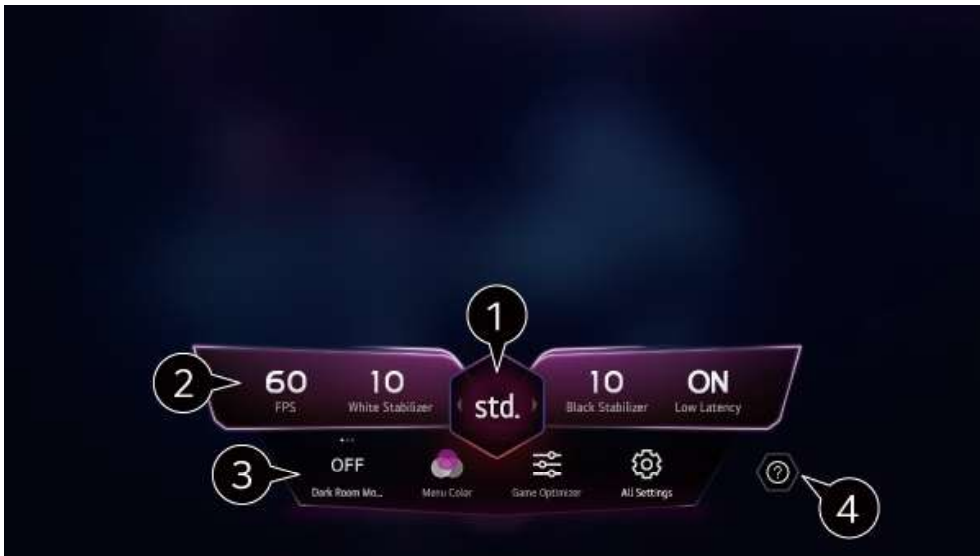 1
2
60
FPS
10
White Stabilizer
std.
10
Black Stabilizer
ON
Low Latency
3
OFF
Dark Room Mo...
Menu Color
Game Optimizer
All Settings
?
4